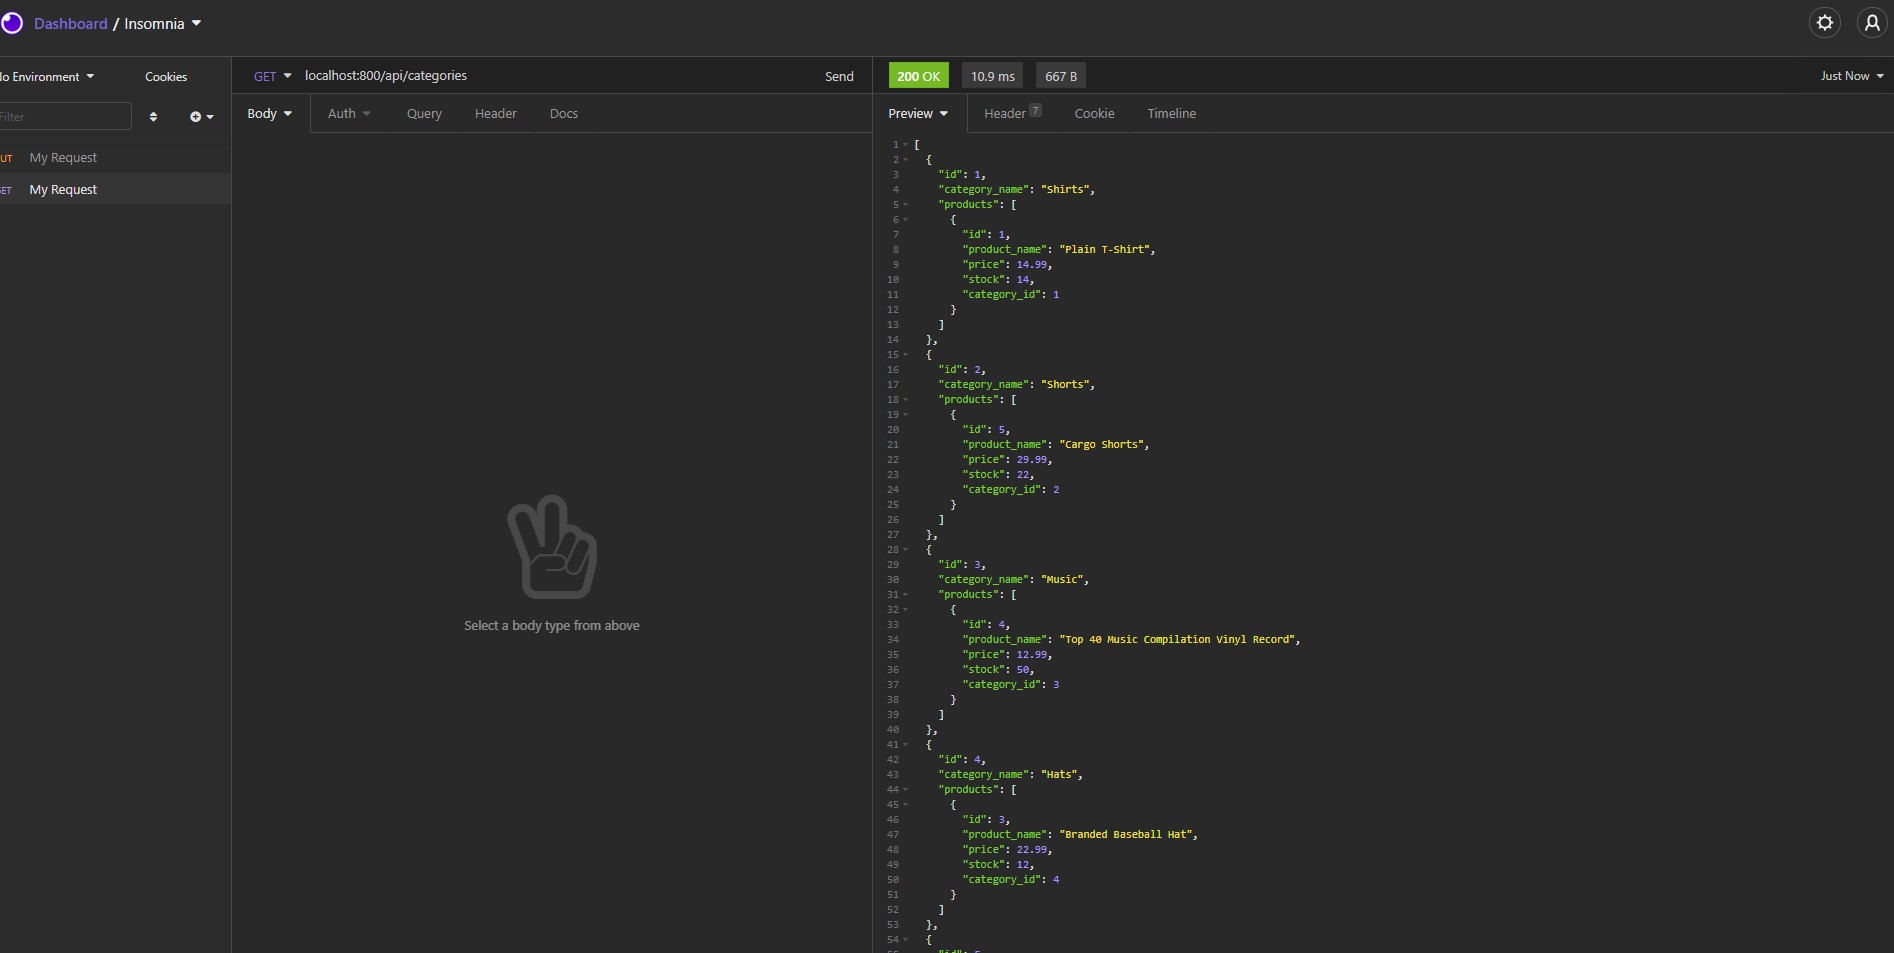 Dashboard / Insomnia
No Environment
Cookies
GET localhost:800/api/categories Send
200 OK 10.9 ms 667 B Just Now
Filter
Body Auth Query Header Docs
Preview Header 7 Cookie Timeline
UT My Request
GET My Request
Select a body type from above
1 [
2 {
3 "id": 1,
4 "category_name": "Shirts",
5 "products": [
6 {
7 "id": 1,
8 "product_name": "Plain T-Shirt",
9 "price": 14.99,
10 "stock": 14,
11 "category_id": 1
12 }
13 ]
14 },
15 {
16 "id": 2,
17 "category_name": "Shorts",
18 "products": [
19 {
20 "id": 5,
21 "product_name": "Cargo Shorts",
22 "price": 29.99,
23 "stock": 22,
24 "category_id": 2
25 }
26 ]
27 },
28 {
29 "id": 3,
30 "category_name": "Music",
31 "products": [
32 {
33 "id": 4,
34 "product_name": "Top 40 Music Compilation Vinyl Record",
35 "price": 12.99,
36 "stock": 50,
37 "category_id": 3
38 }
39 ]
40 },
41 {
42 "id": 4,
43 "category_name": "Hats",
44 "products": [
45 {
46 "id": 3,
47 "product_name": "Branded Baseball Hat",
48 "price": 22.99,
49 "stock": 12,
50 "category_id": 4
51 }
52 ]
53 },
54 {